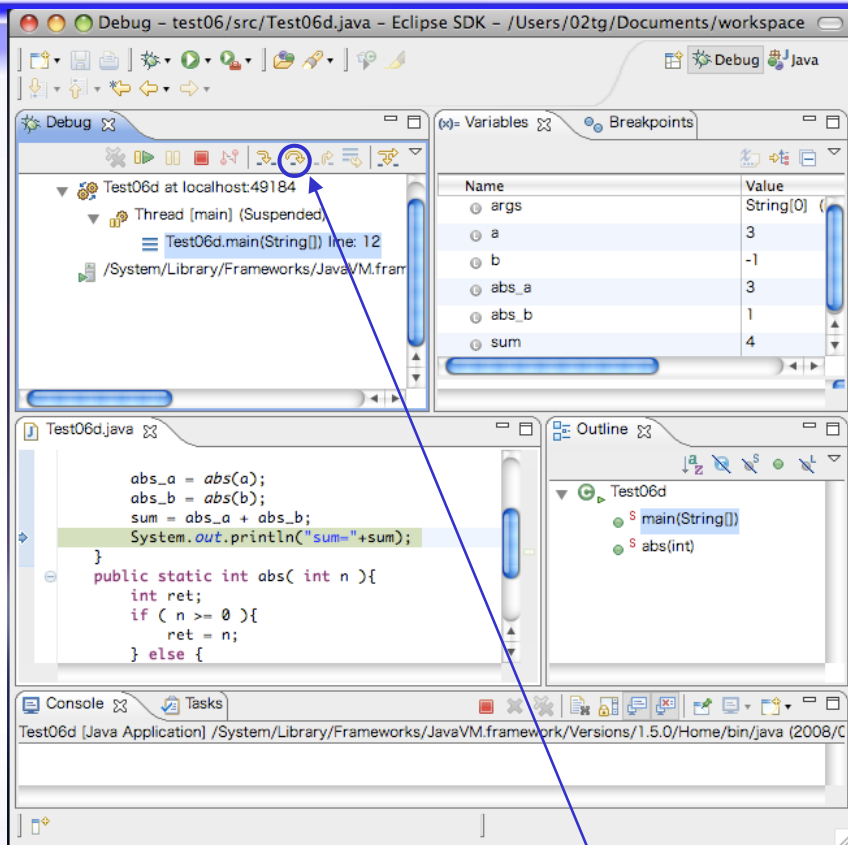 Debug - test06/src/Test06d.java - Eclipse SDK - /Users/02tg/Documents/workspace
Debug Java
Debug
Test06d at localhost:49184
Thread [main] (Suspended)
Test06d.main(String[]) line: 12
/System/Library/Frameworks/JavaVM.fram
(x)= Variables Breakpoints
Name Value
args String[0] (
a 3
b -1
abs_a 3
abs_b 1
sum 4
Test06d.java
abs_a = abs(a);
abs_b = abs(b);
sum = abs_a + abs_b;
System.out.println("sum="+sum);
}
public static int abs( int n ){
int ret;
if ( n >= 0 ){
ret = n;
} else {
Outline
Test06d
S main(String[])
S abs(int)
Console Tasks
Test06d [Java Application] /System/Library/Frameworks/JavaVM.framework/Versions/1.5.0/Home/bin/java (2008/